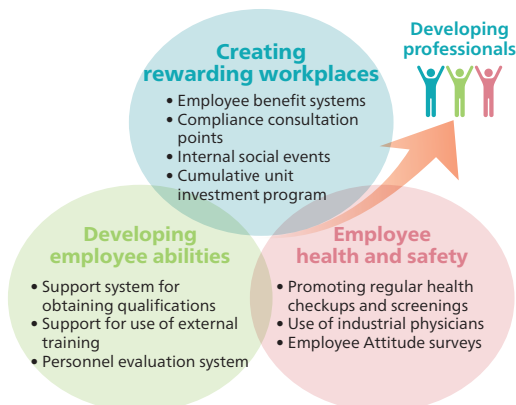 Developing
professionals
Creating
rewarding workplaces
• Employee benefit systems
• Compliance consultation
points
• Internal social events
• Cumulative unit
investment program
Developing
employee abilities
• Support system for
obtaining qualifications
• Support for use of external
training
• Personnel evaluation system
Employee
health and safety
• Promoting regular health
checkups and screenings
• Use of industrial physicians
• Employee Attitude surveys